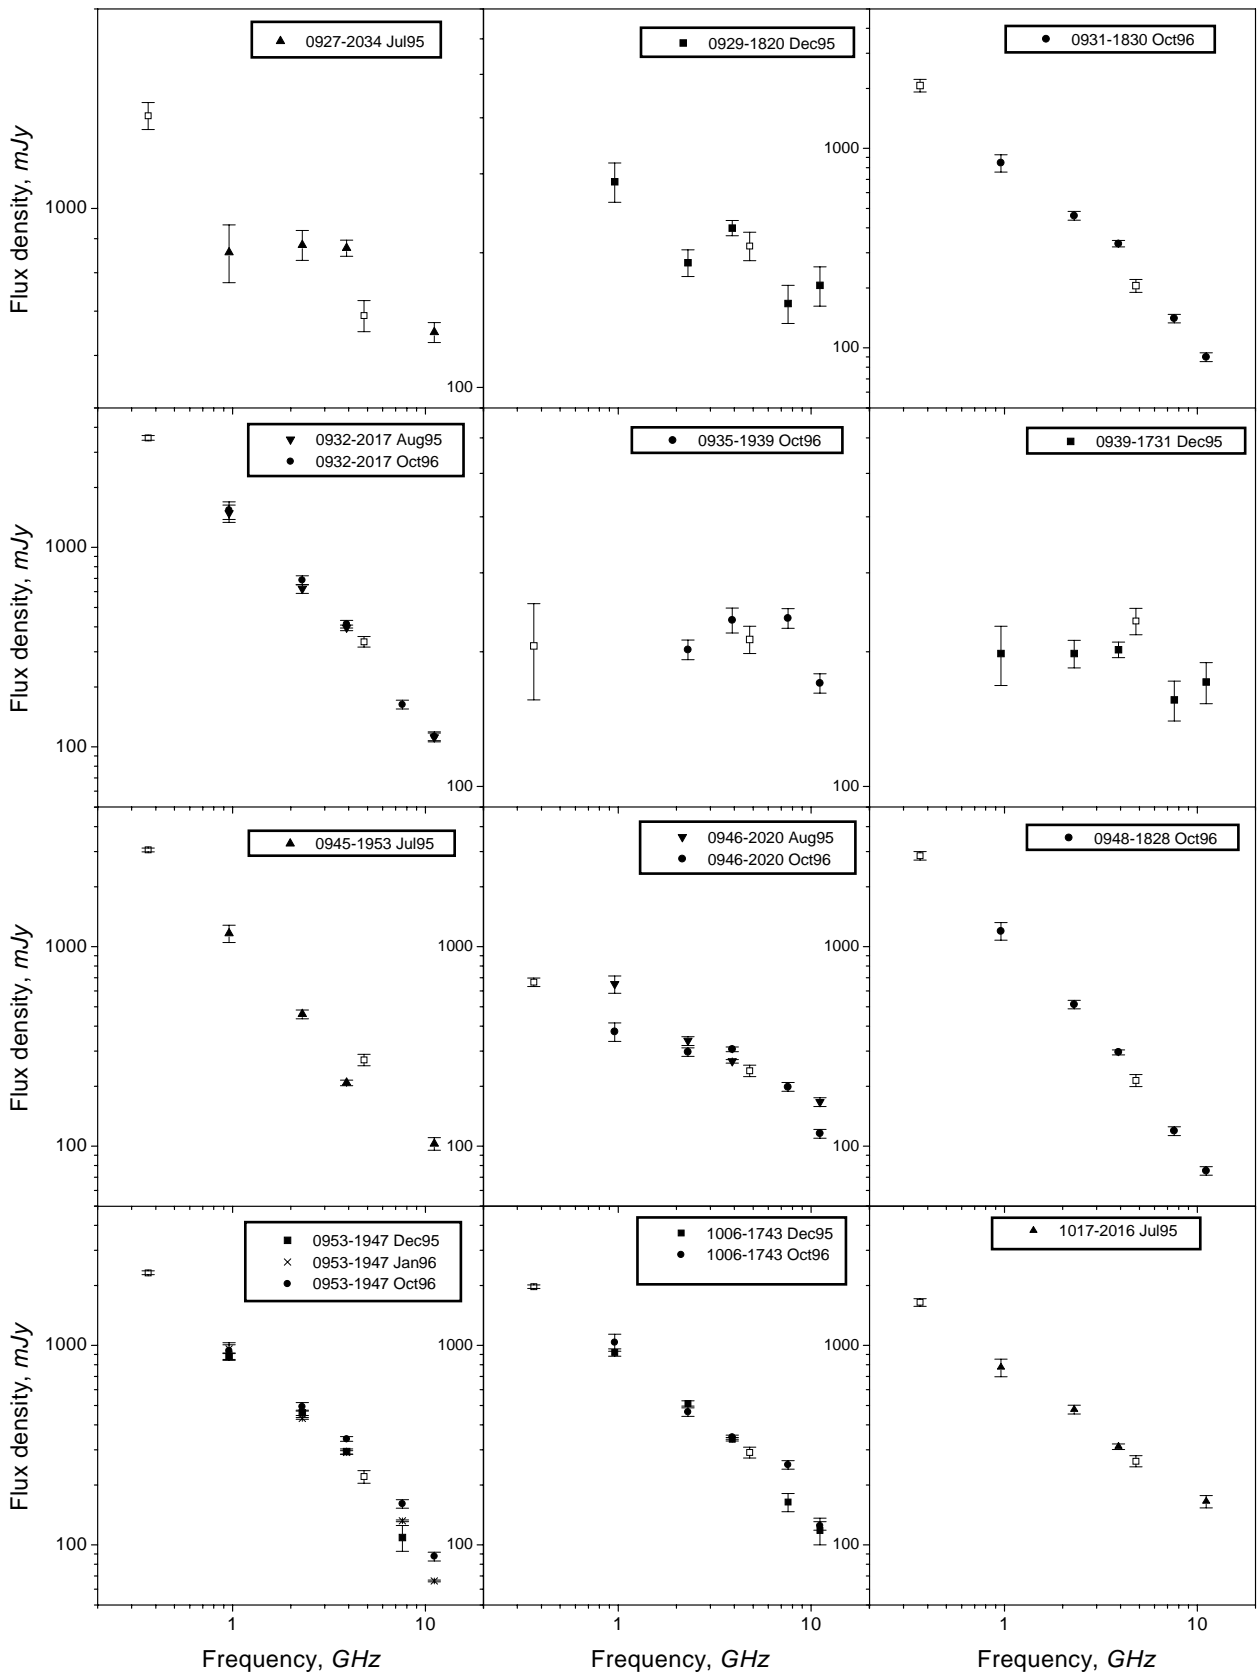 0927-2034 Jul95
0929-1820 Dec95
0931-1830 Oct96
Flux density, mJy
1000
100
1000
100
0932-2017 Aug95
0932-2017 Oct96
0935-1939 Oct96
0939-1731 Dec95
Flux density, mJy
1000
100
100
100
0945-1953 Jul95
0946-2020 Aug95
0946-2020 Oct96
0948-1828 Oct96
Flux density, mJy
1000
100
1000
100
0953-1947 Dec95
0953-1947 Jan96
0953-1947 Oct96
1006-1743 Dec95
1006-1743 Oct96
1017-2016 Jul95
Flux density, mJy
1000
100
1000
100
1000
100
1 10
1 10
1 10
Frequency, GHz
Frequency, GHz
Frequency, GHz